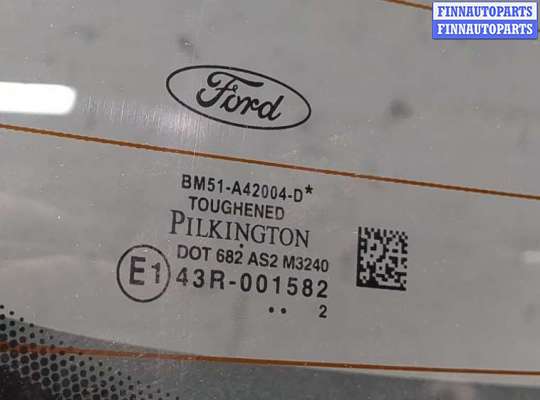 FINNAUTOPARTS
FINNAUTOPARTS
Ford
BM51-A42004-D*
TOUGHENED
PILKINGTON
DOT 682 AS2 M3240
E1 43R-001582
.. 2